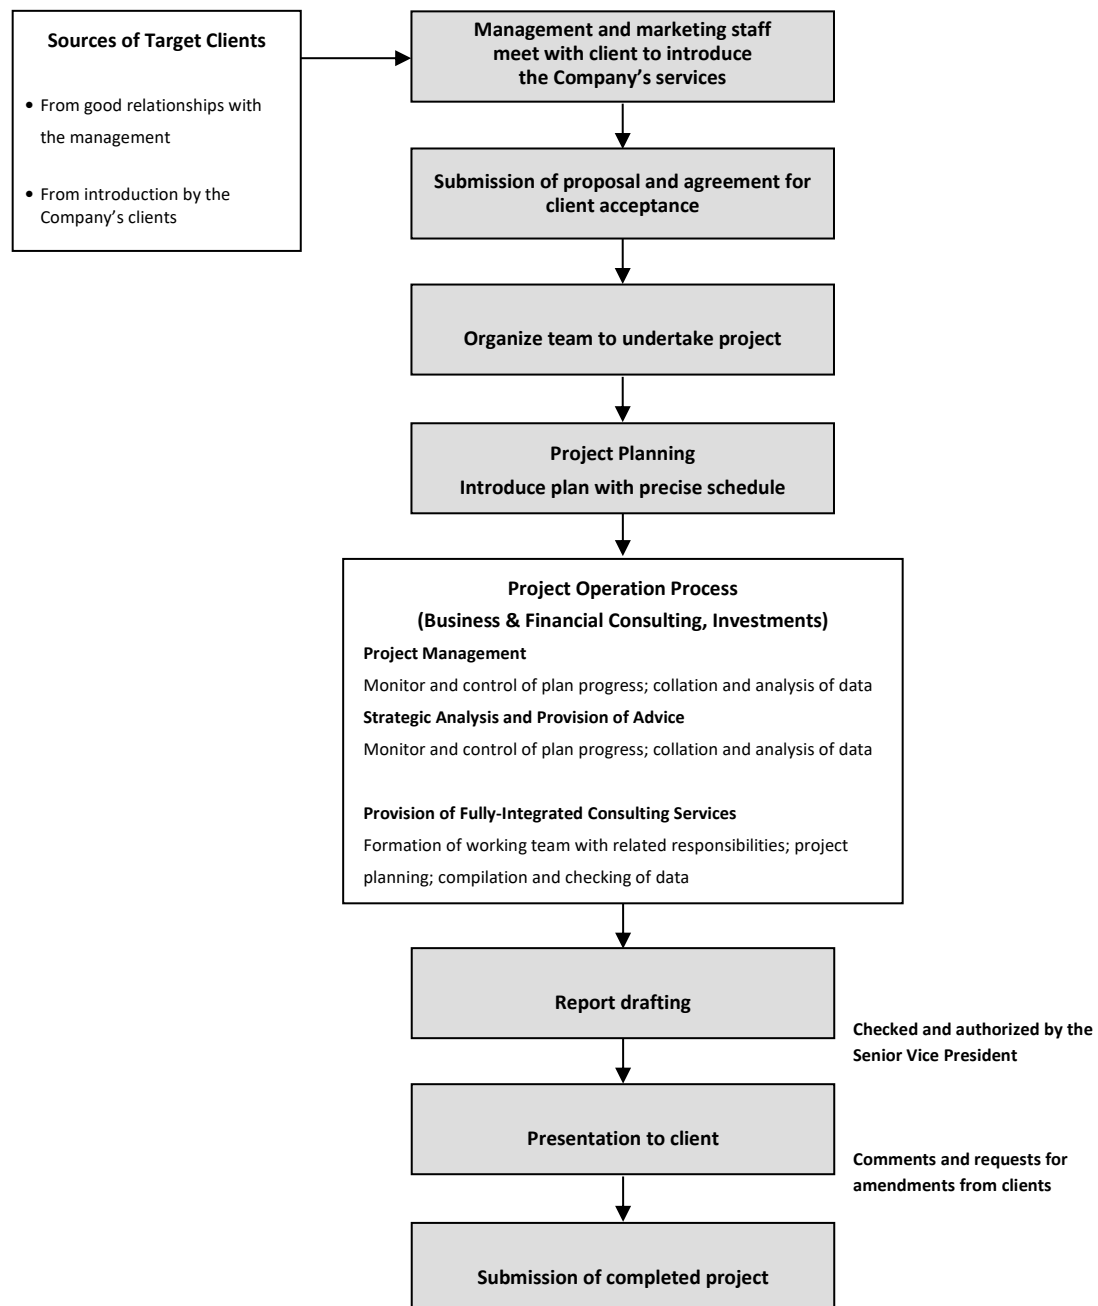 Sources of Target Clients
• From good relationships with
the management
• From introduction by the
Company’s clients
Management and marketing staff
meet with client to introduce
the Company’s services
Submission of proposal and agreement for
client acceptance
Organize team to undertake project
Project Planning
Introduce plan with precise schedule
Project Operation Process
(Business & Financial Consulting, Investments)
Project Management
Monitor and control of plan progress; collation and analysis of data
Strategic Analysis and Provision of Advice
Monitor and control of plan progress; collation and analysis of data
Provision of Fully-Integrated Consulting Services
Formation of working team with related responsibilities; project
planning; compilation and checking of data
Report drafting
Checked and authorized by the
Senior Vice President
Presentation to client
Comments and requests for
amendments from clients
Submission of completed project